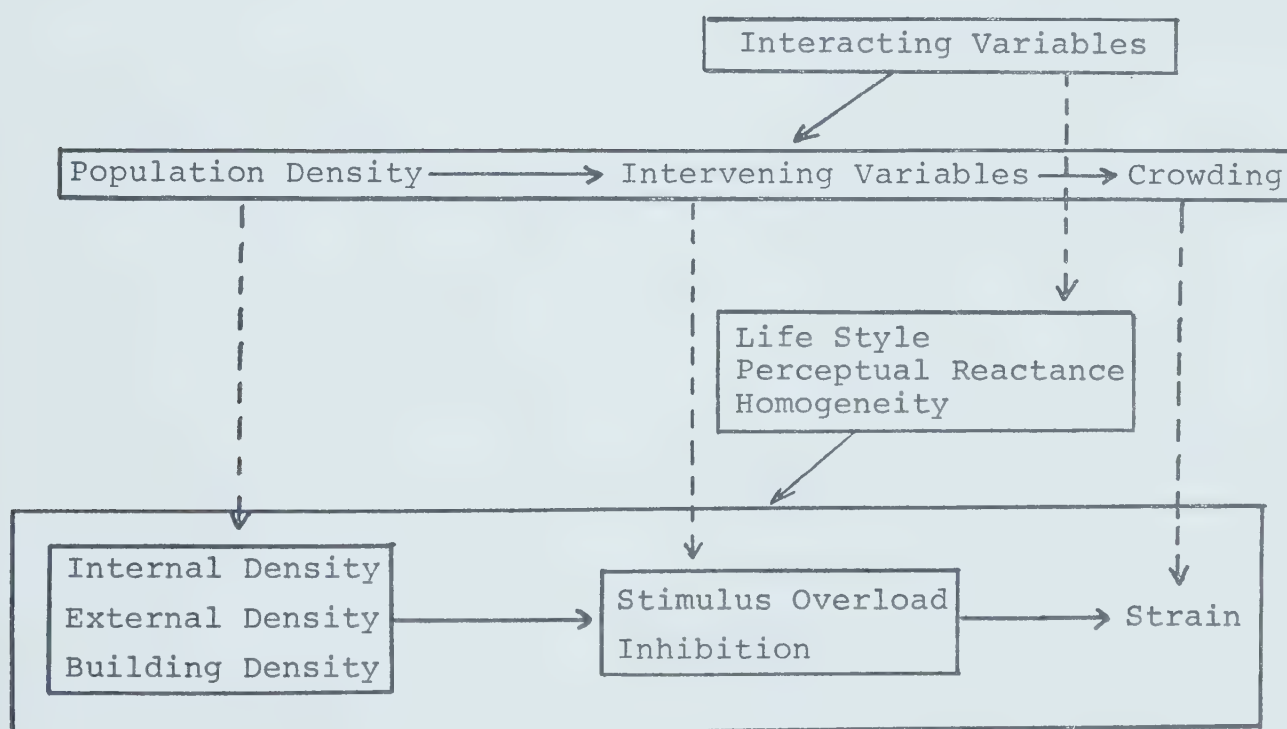 Interacting Variables
Population Density Intervening Variables Crowding
Life Style
Perceptual Reactance
Homogeneity
Internal Density
External Density
Building Density
Stimulus Overload
Inhibition
Strain